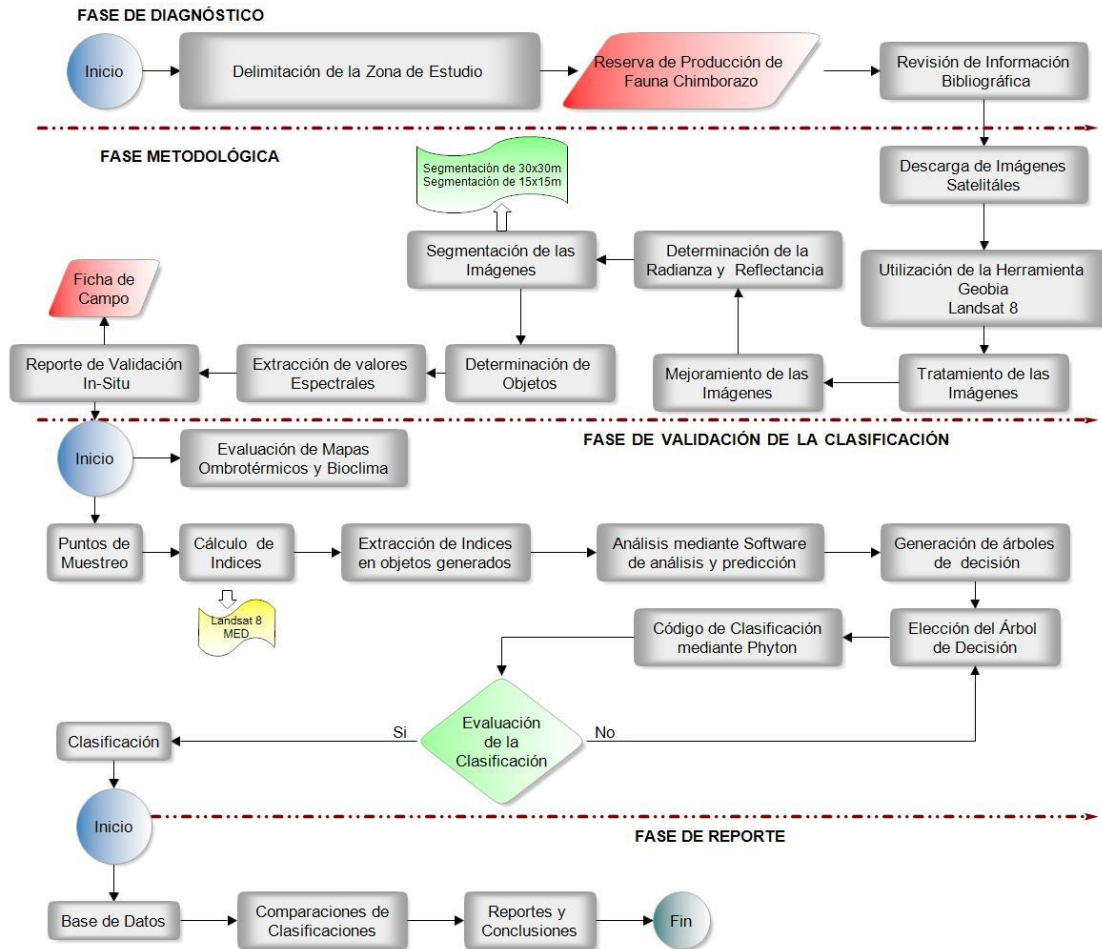 FASE DE DIAGNÓSTICO
Inicio
Delimitación de la Zona de Estudio
Reserva de Producción de
Fauna Chimborazo
Revisión de Información
Bibliográfica
FASE METODOLÓGICA
Segmentación de 30x30m
Segmentación de 15x15m
Descarga de Imágenes
Satelitáles
Segmentación de las
Imágenes
Determinación de la
Radianza y Reflectancia
Utilización de la Herramienta
Geobia
Landsat 8
Ficha de
Campo
Reporte de Validación
In-Situ
Extracción de valores
Espectrales
Determinación de
Objetos
Mejoramiento de las
Imágenes
Tratamiento de las
Imágenes
FASE DE VALIDACIÓN DE LA CLASIFICACIÓN
Inicio
Evaluación de Mapas
Ombrotérmicos y Bioclima
Puntos de
Muestreo
Cálculo de
Indices
Extracción de Indices
en objetos generados
Análisis mediante Software
de análisis y predicción
Generación de árboles
de decisión
Landsat 8
MED
Código de Clasificación
mediante Phyton
Elección del Árbol
de Decisión
Evaluación
de la
Clasificación
Si
No
Clasificación
Inicio
FASE DE REPORTE
Base de Datos
Comparaciones de
Clasificaciones
Reportes y
Conclusiones
Fin